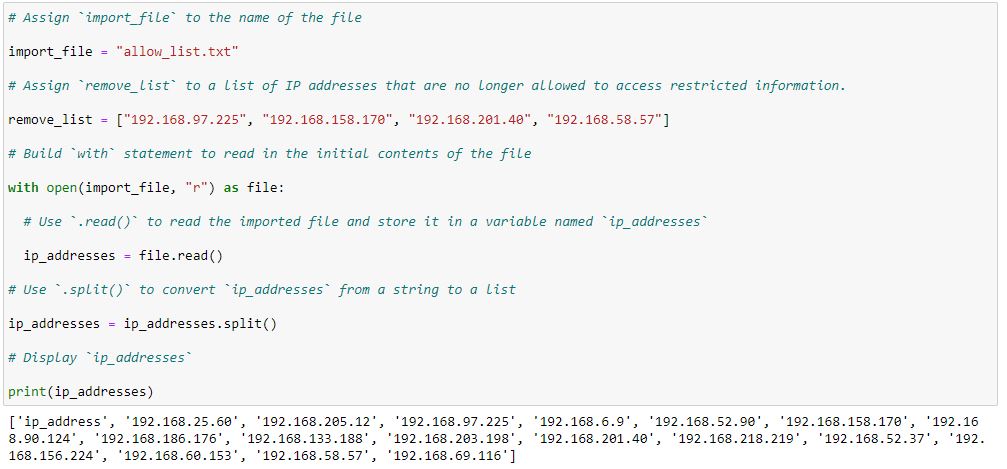 # Assign `import_file` to the name of the file
import_file = "allow_list.txt"
# Assign `remove_list` to a list of IP addresses that are no longer allowed to access restricted information.
remove_list = ["192.168.97.225", "192.168.158.170", "192.168.201.40", "192.168.58.57"]
# Build `with` statement to read in the initial contents of the file
with open(import_file, "r") as file:
  # Use `.read()` to read the imported file and store it in a variable named `ip_addresses`
  ip_addresses = file.read()
# Use `.split()` to convert `ip_addresses` from a string to a list
ip_addresses = ip_addresses.split()
# Display `ip_addresses`
print(ip_addresses)
['ip_address', '192.168.25.60', '192.168.205.12', '192.168.97.225', '192.168.6.9', '192.168.52.90', '192.168.158.170', '192.16
8.90.124', '192.168.186.176', '192.168.133.188', '192.168.203.198', '192.168.201.40', '192.168.218.219', '192.168.52.37', '192.
168.156.224', '192.168.60.153', '192.168.58.57', '192.168.69.116']